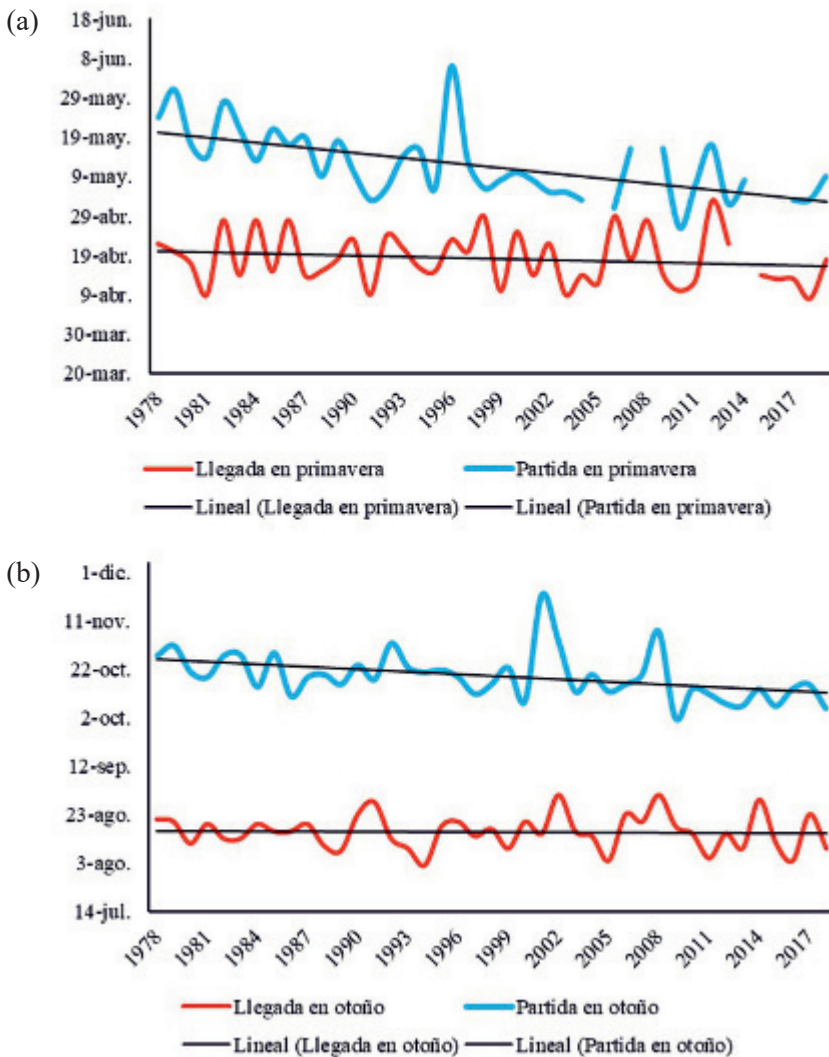 (a)
18-jun.
8-jun.
29-may.
19-may.
9-may.
29-abr.
19-abr.
9-abr.
30-mar.
20-mar.
1978 1981 1984 1987 1990 1993 1996 1999 2002 2005 2008 2011 2014 2017
Llegada en primavera Partida en primavera
Lineal (Llegada en primavera) Lineal (Partida en primavera)
(b)
1-dic.
11-nov.
22-oct.
2-oct.
12-sep.
23-ago.
3-ago.
14-jul.
1978 1981 1984 1987 1990 1993 1996 1999 2002 2005 2008 2011 2014 2017
Llegada en otoño Partida en otoño
Lineal (Llegada en otoño) Lineal (Partida en otoño)